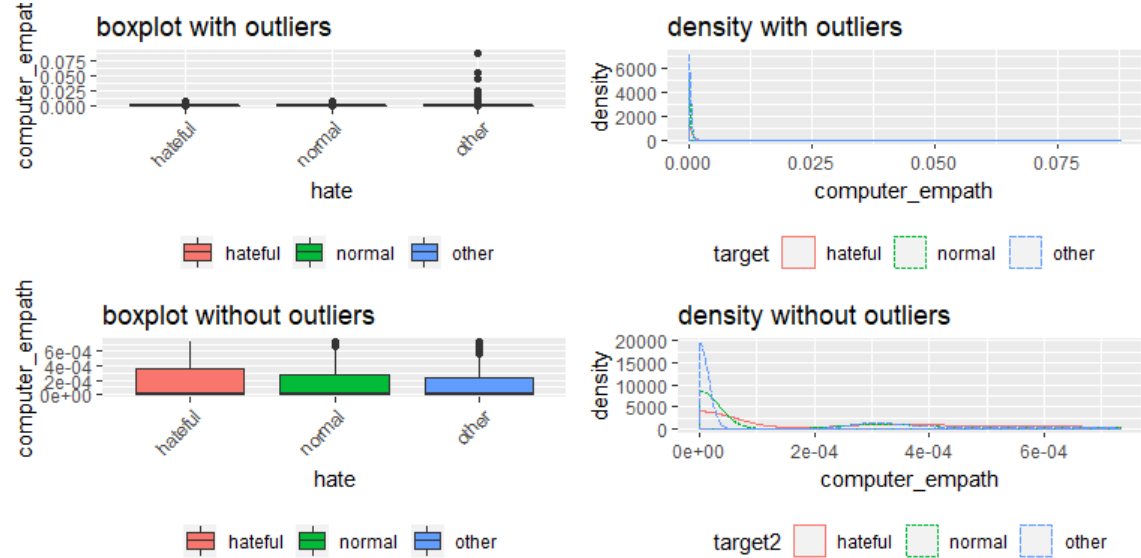 boxplot with outliers
computer_empat
0.075
0.050
0.025
0.000
hateful
normal
other
hate
hateful normal other
density with outliers
density
6000
4000
2000
0
0.000 0.025 0.050 0.075
computer_empath
target hateful normal other
boxplot without outliers
computer_empath
6e-04
4e-04
2e-04
0e+00
hateful
normal
other
hate
hateful normal other
density without outliers
density
20000
15000
10000
5000
0
0e+00 2e-04 4e-04 6e-04
computer_empath
target2 hateful normal other